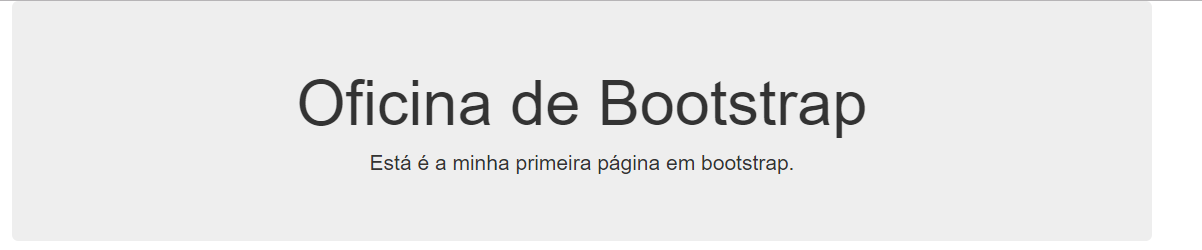 Oficina de Bootstrap
Está é a minha primeira página em bootstrap.